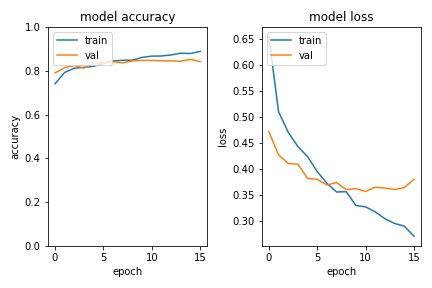 model accuracy
train
val
1.0
0.8
0.6
0.4
0.2
0.0
accuracy
0 5 10 15
epoch
model loss
train
val
0.65
0.60
0.55
0.50
0.45
0.40
0.35
0.30
loss
0 5 10 15
epoch